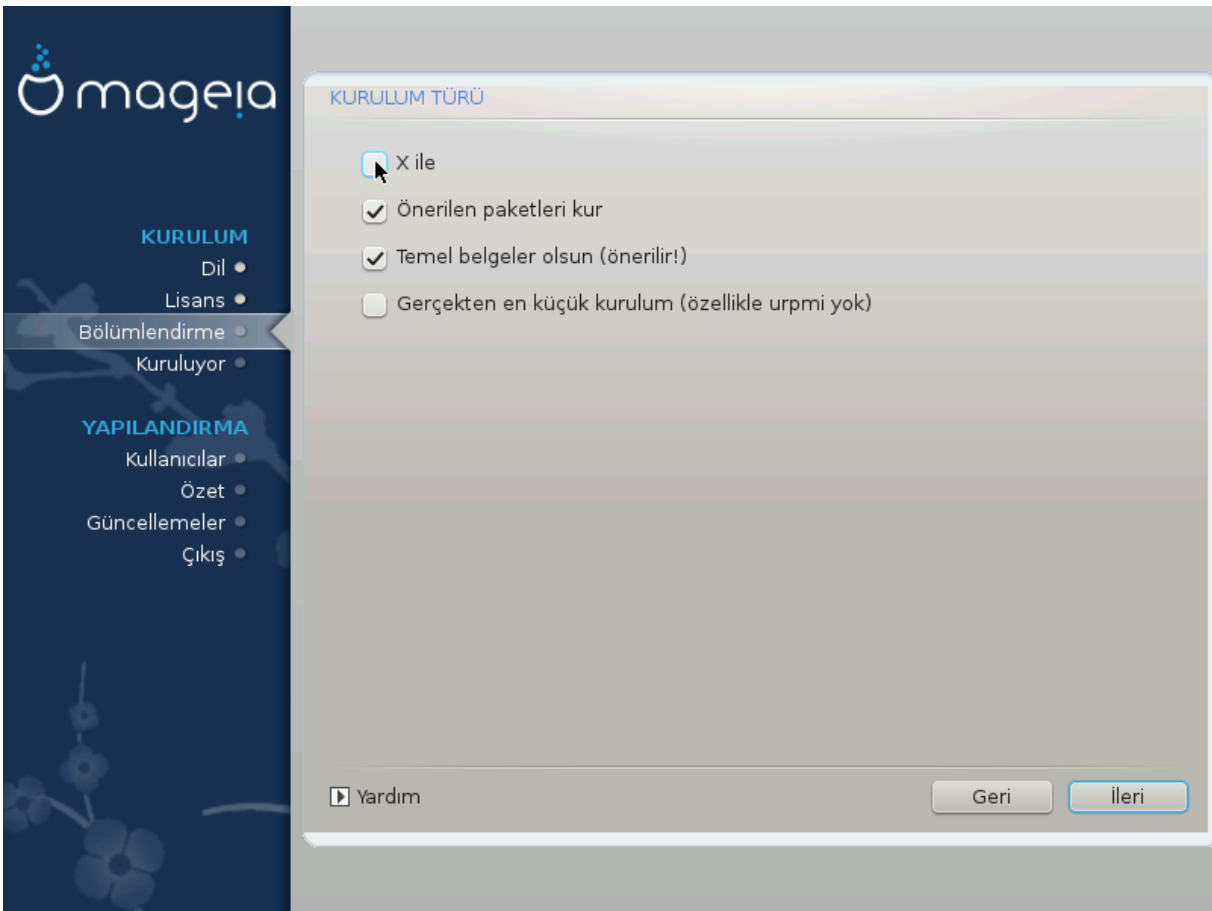 mageia
KURULUM
Dil
Lisans
Bölümlendirme
Kuruluyor
YAPILANDIRMA
Kullanıcılar
Özet
Güncellemeler
Çıkış
KURULUM TÜRÜ
X ile
Önerilen paketleri kur
Temel belgeler olsun (önerilir!)
Gerçekten en küçük kurulum (özellikle urpmi yok)
Yardım
Geri
İleri